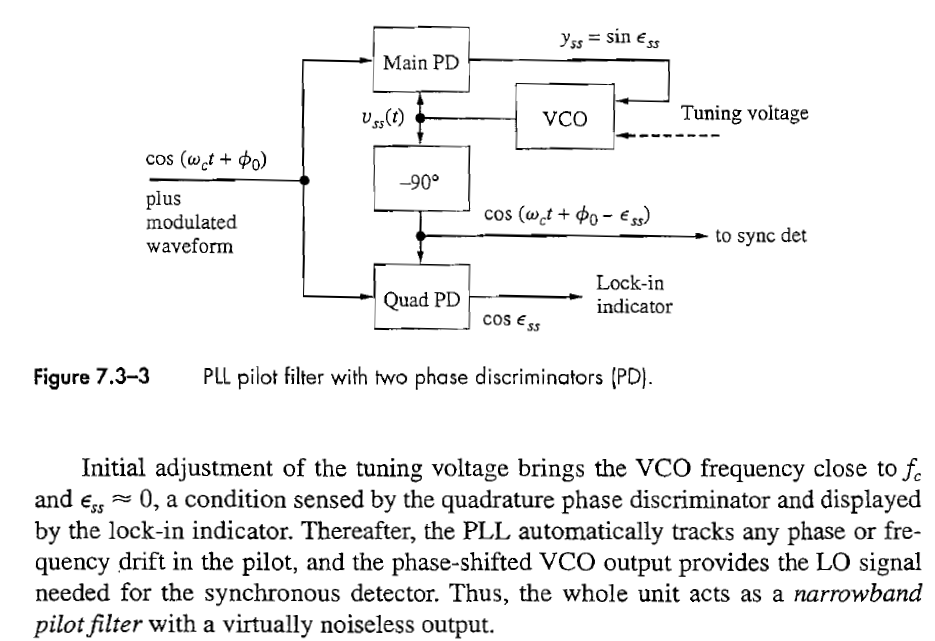 y_ss = sin ϵ_ss
Main PD
υ_ss(t)
VCO
Tuning voltage
cos (ω_c t + ϕ_0)
plus
modulated
waveform
–90°
cos (ω_c t + ϕ_0 – ϵ_ss)
to sync det
Quad PD
cos ϵ_ss
Lock-in
indicator
Figure 7.3–3 PLL pilot filter with two phase discriminators (PD).
Initial adjustment of the tuning voltage brings the VCO frequency close to f_c
and ϵ_ss ≈ 0, a condition sensed by the quadrature phase discriminator and displayed
by the lock-in indicator. Thereafter, the PLL automatically tracks any phase or fre-
quency drift in the pilot, and the phase-shifted VCO output provides the LO signal
needed for the synchronous detector. Thus, the whole unit acts as a narrowband
pilot filter with a virtually noiseless output.